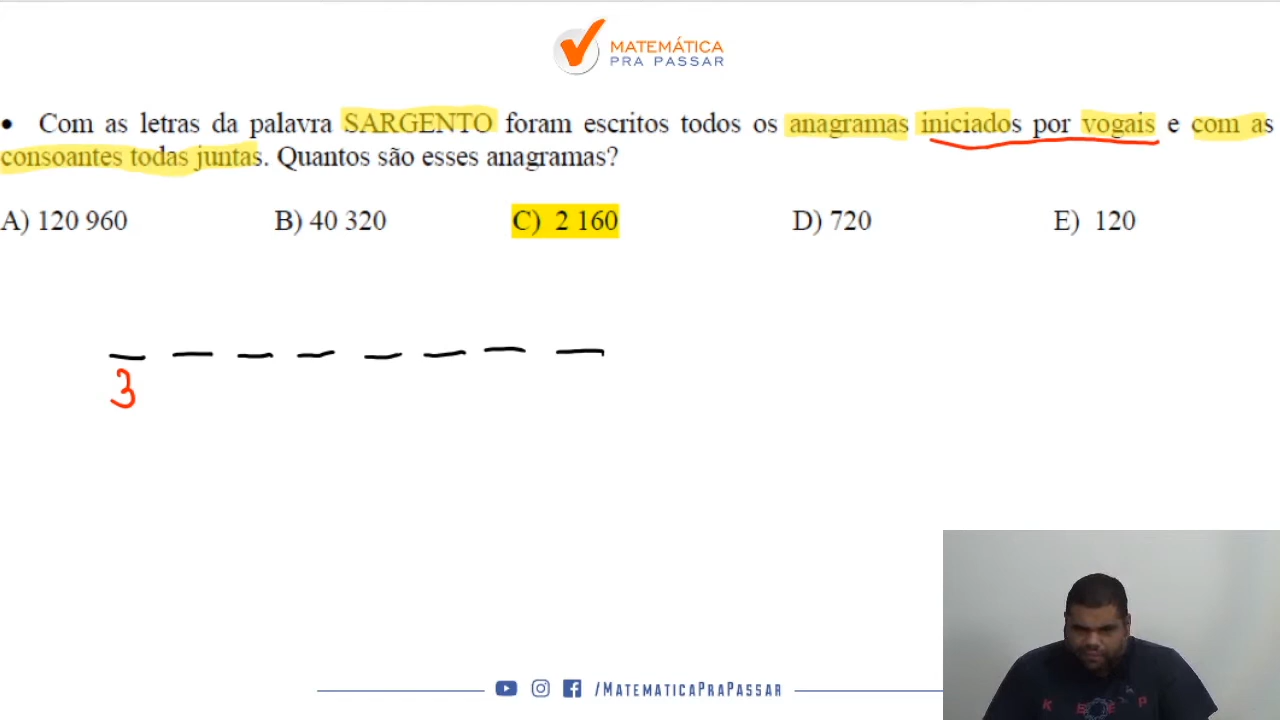 MATEMÁTICA
PRA PASSAR
• Com as letras da palavra SARGENTO foram escritos todos os anagramas iniciados por vogais e com as
consoantes todas juntas. Quantos são esses anagramas?
A) 120 960 B) 40 320 C) 2 160 D) 720 E) 120
3
K E E P
/MATEMATICAPRAPASSAR